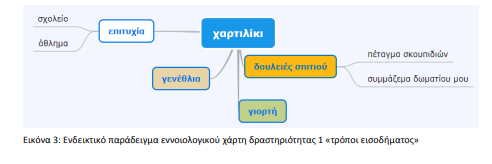 σχολείο
άθλημα
επιτυχία
χαρτιλίκι
γενέθλια
δουλειές σπιτιού
πέταγμα σκουπιδιών
συμμάζεμα δωματίου μου
γιορτή
Εικόνα 3: Ενδεικτικό παράδειγμα εννοιολογικού χάρτη δραστηριότητας 1 «τρόποι εισοδήματος»